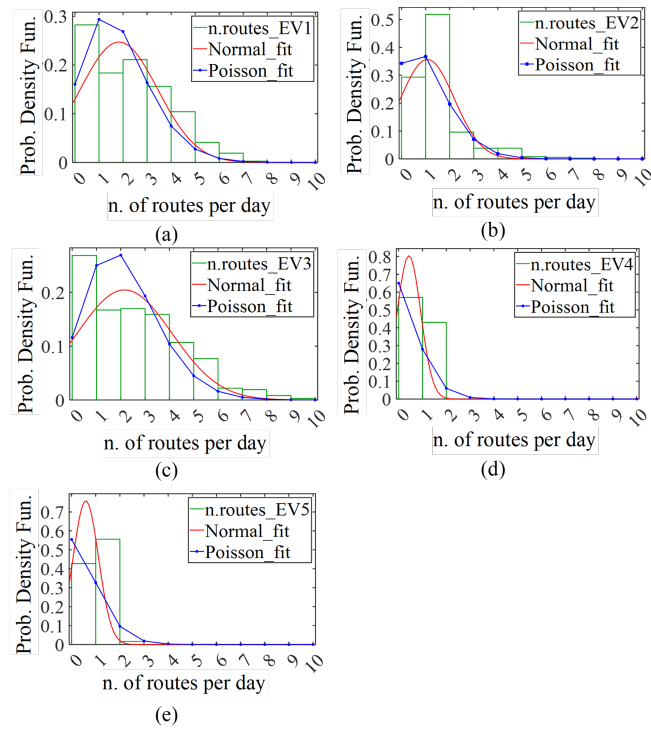 Prob. Density Fun.
0.3
0.2
0.1
0
n.routes_EV1
Normal_fit
Poisson_fit
0 1 2 3 4 5 6 7 8 9 10
n. of routes per day
(a)
Prob. Density Fun.
0.5
0.4
0.3
0.2
0.1
0
n.routes_EV2
Normal_fit
Poisson_fit
0 1 2 3 4 5 6 7 8 9 10
n. of routes per day
(b)
Prob. Density Fun.
0.2
0.1
0
n.routes_EV3
Normal_fit
Poisson_fit
0 1 2 3 4 5 6 7 8 9 10
n. of routes per day
(c)
Prob. Density Fun.
0.8
0.7
0.6
0.5
0.4
0.3
0.2
0.1
0
n.routes_EV4
Normal_fit
Poisson_fit
0 1 2 3 4 5 6 7 8 9 10
n. of routes per day
(d)
Prob. Density Fun.
0.7
0.6
0.5
0.4
0.3
0.2
0.1
0
n.routes_EV5
Normal_fit
Poisson_fit
0 1 2 3 4 5 6 7 8 9 10
n. of routes per day
(e)